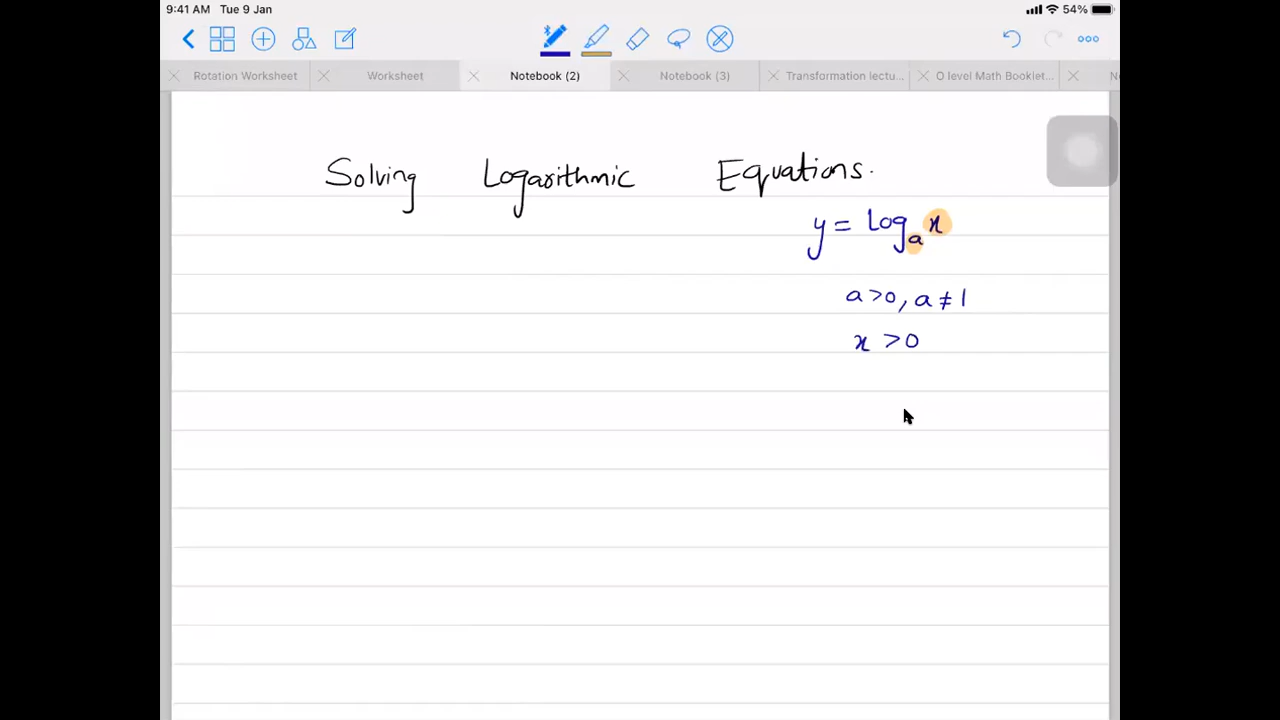 9:41 AM Tue 9 Jan 54%
Rotation Worksheet Worksheet Notebook (2) Notebook (3) Transformation lectu... O level Math Booklet... N
Solving Logarithmic Equations.
y = log_a x
a > 0, a ≠ 1
x > 0